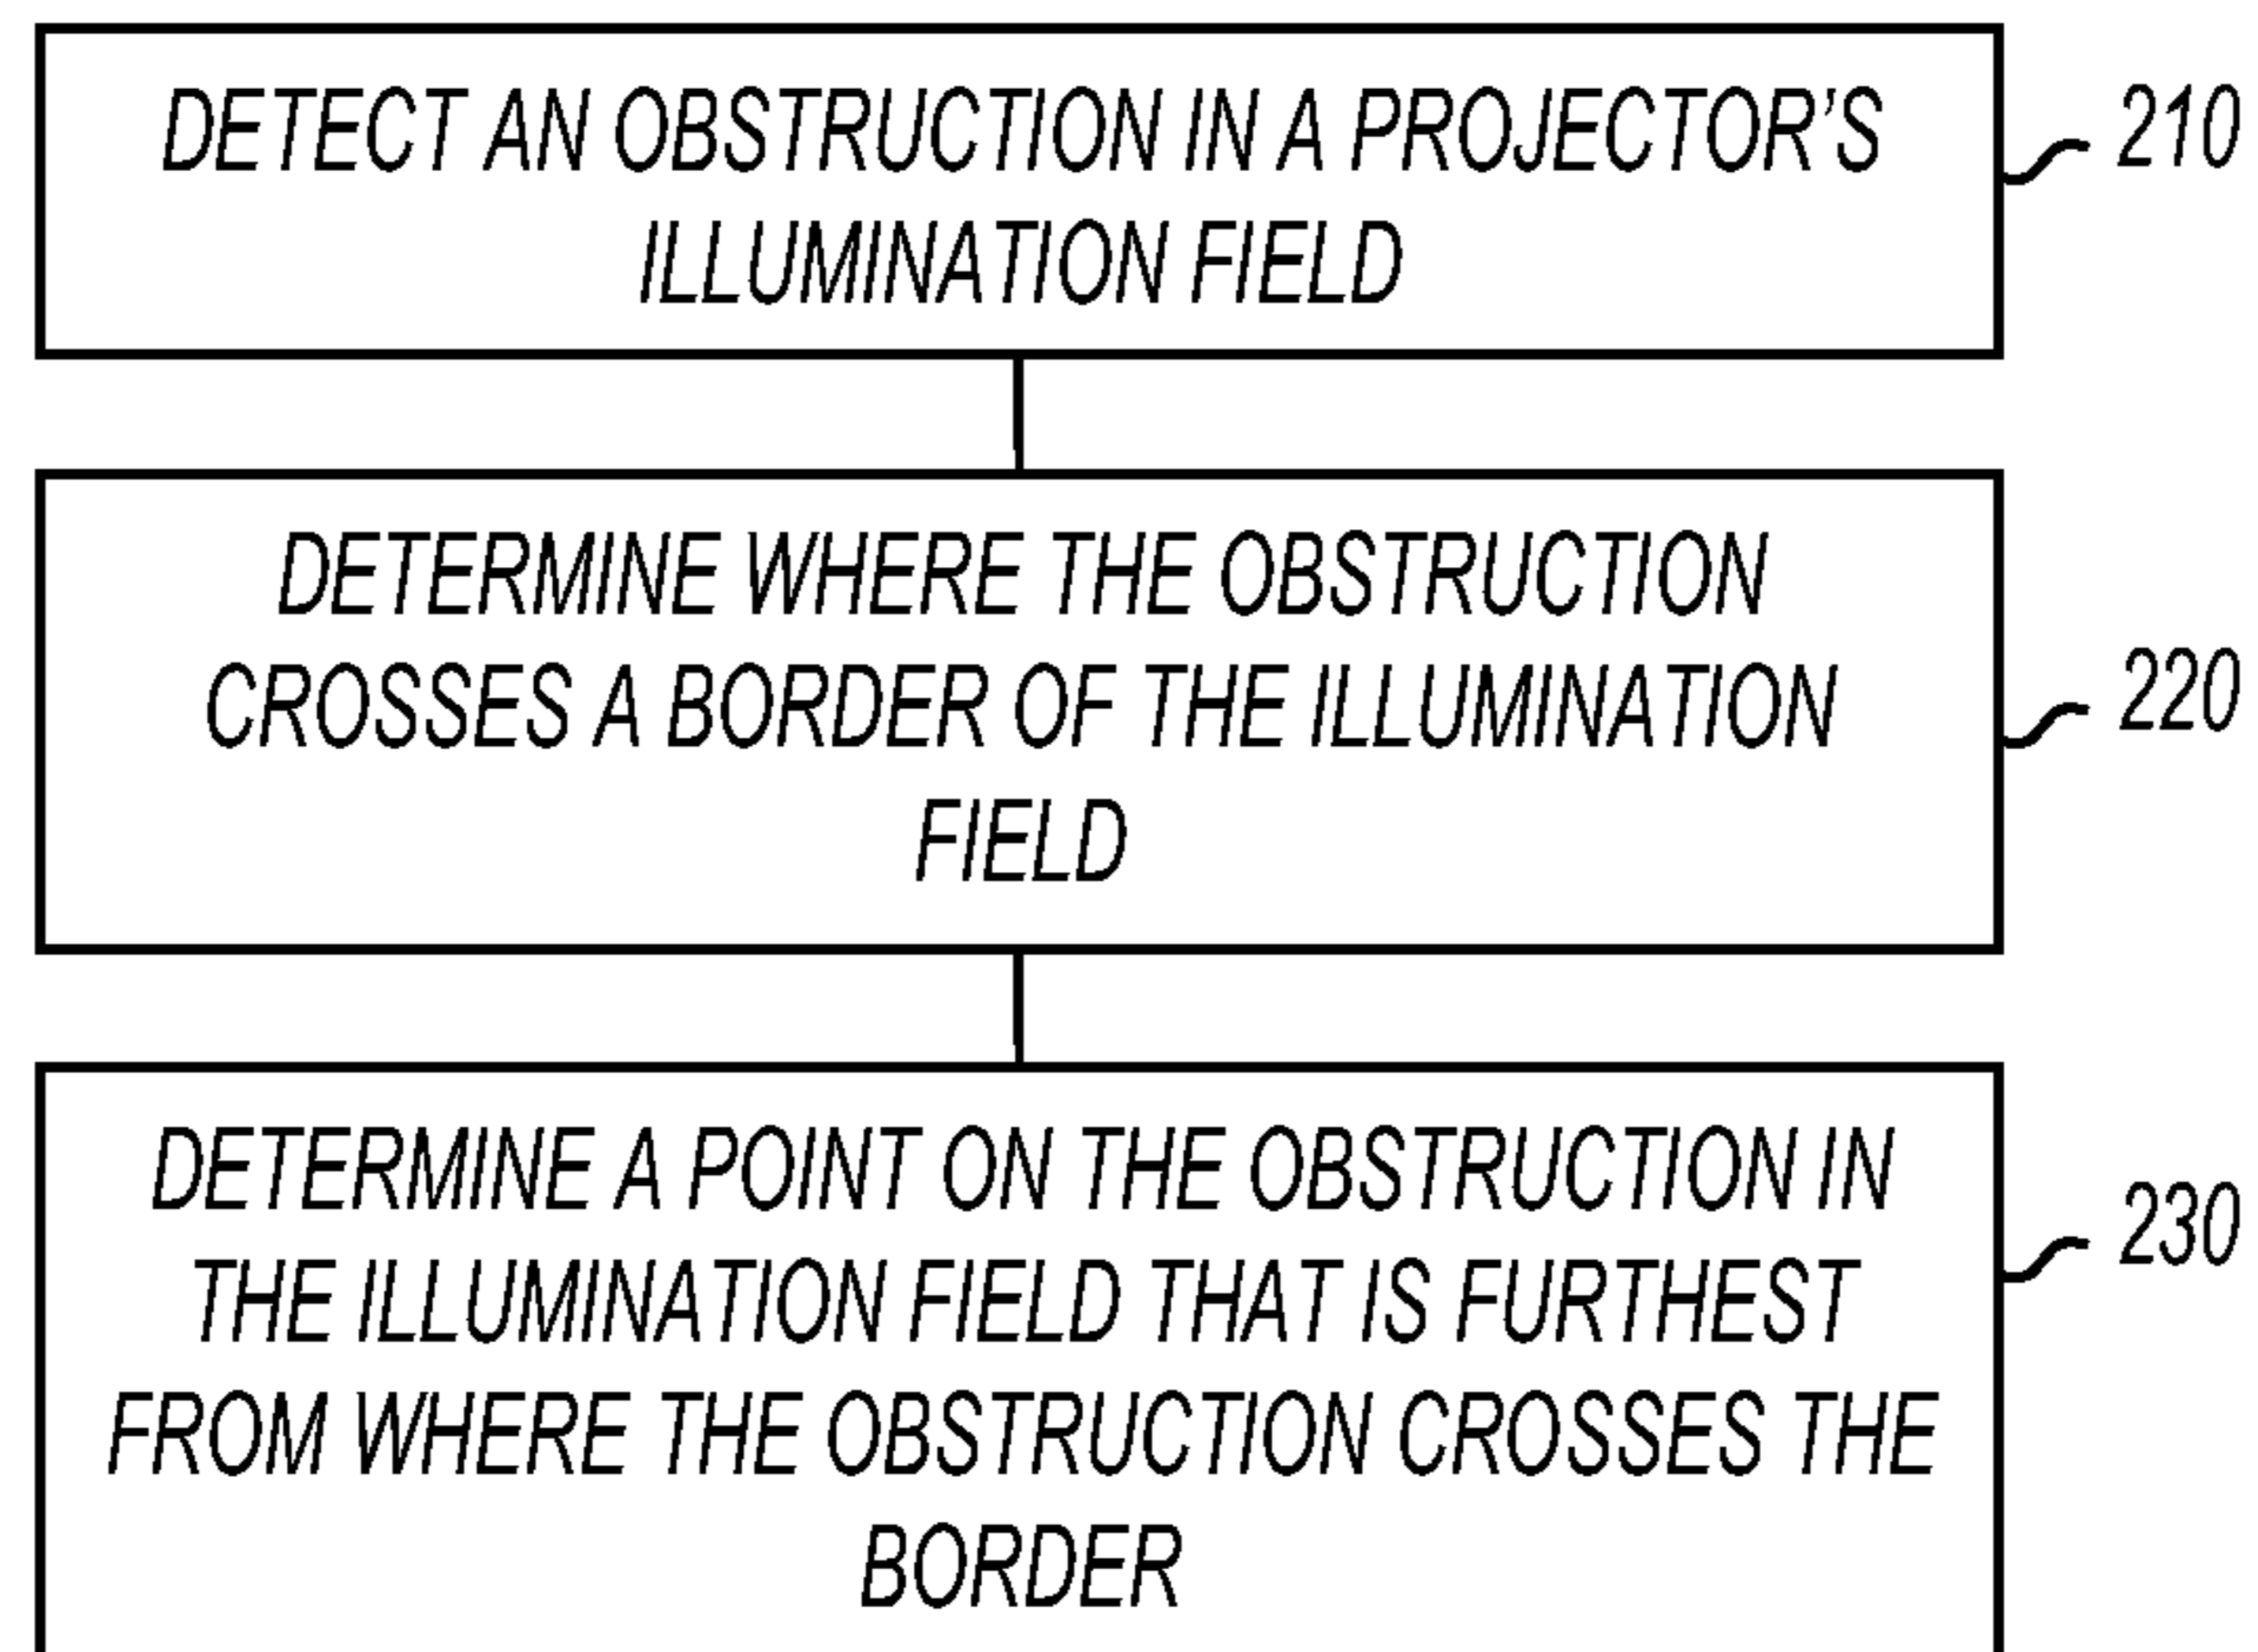 DETECT AN OBSTRUCTION IN A PROJECTOR'S
ILLUMINATION FIELD
210
DETERMINE WHERE THE OBSTRUCTION
CROSSES A BORDER OF THE ILLUMINATION
FIELD
220
DETERMINE A POINT ON THE OBSTRUCTION IN
THE ILLUMINATION FIELD THAT IS FURTHEST
FROM WHERE THE OBSTRUCTION CROSSES THE
BORDER
230